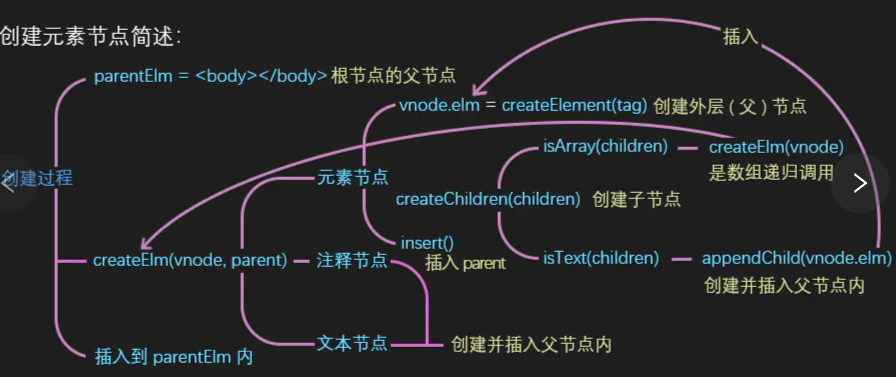 创建元素节点简述：
插入
parentElm = <body></body> 根节点的父节点
vnode.elm = createElement(tag) 创建外层 ( 父 ) 节点
isArray(children)
createElm(vnode)
是数组递归调用
创建过程
元素节点
createChildren(children) 创建子节点
insert()
插入 parent
createElm(vnode, parent)
注释节点
isText(children)
appendChild(vnode.elm)
创建并插入父节点内
文本节点
创建并插入父节点内
插入到 parentElm 内